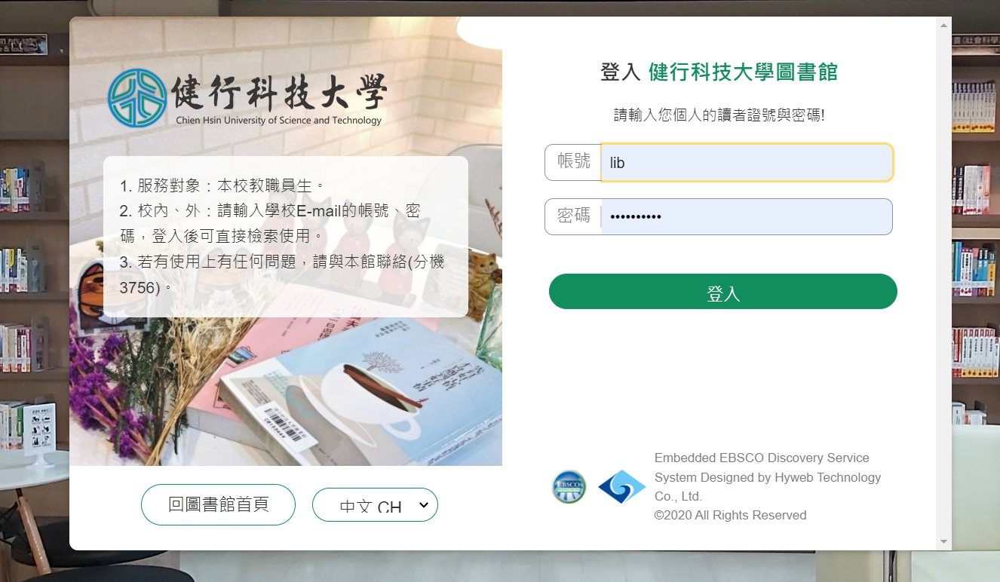 健行科技大學
Chien Hsin University of Science and Technology
1. 服務對象：本校教職員生。
2. 校內、外：請輸入學校E-mail的帳號、密
碼，登入後可直接檢索使用。
3. 若有使用上有任何問題，請與本館聯絡(分機
3756)。
回圖書館首頁
中文 CH
登入 健行科技大學圖書館
請輸入您個人的讀者證號與密碼!
帳號 lib
密碼 ••••••••••
登入
EBSCO
Embedded EBSCO Discovery Service
System Designed by Hyweb Technology
Co., Ltd.
©2020 All Rights Reserved